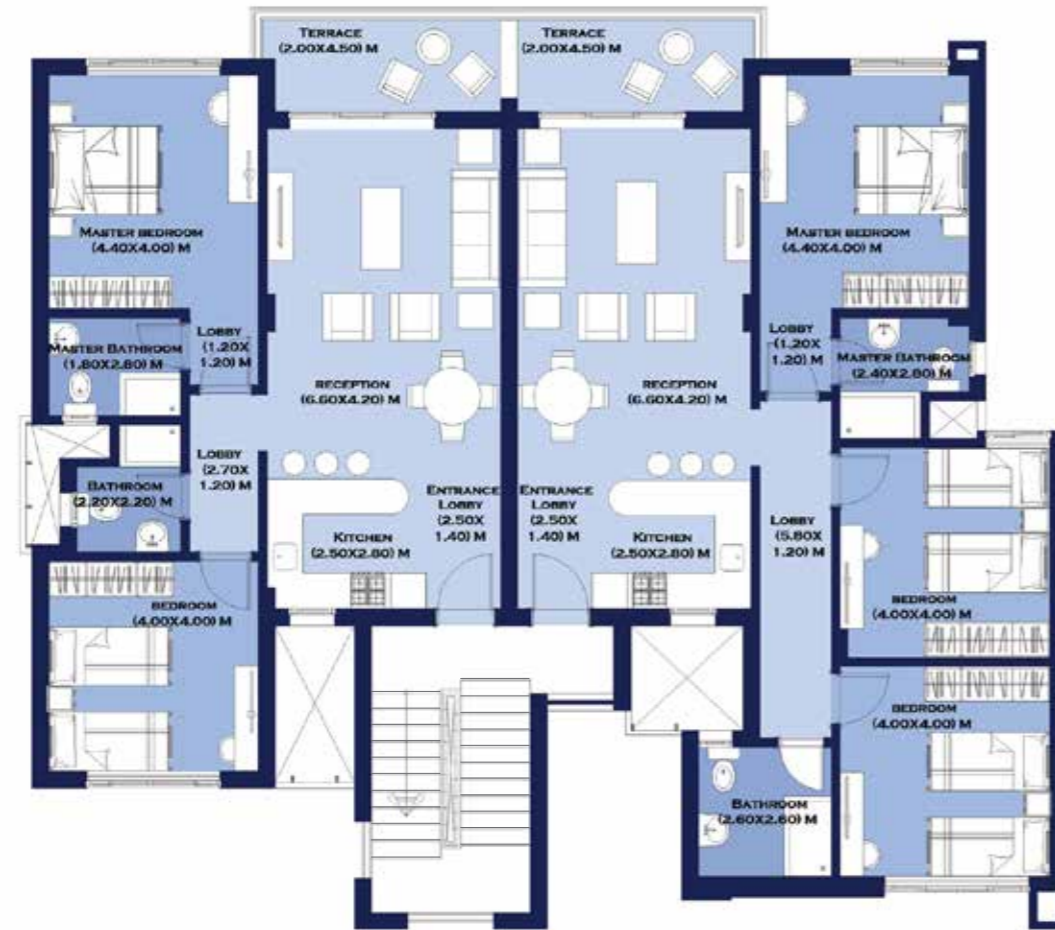 TERRACE
(2.00X4.50) M
TERRACE
(2.00X4.50) M
MASTER BEDROOM
(4.40X4.00) M
MASTER BEDROOM
(4.40X4.00) M
LOBBY
(1.20X
1.20) M
LOBBY
(1.20X
1.20) M
MASTER BATHROOM
(1.80X2.80) M
MASTER BATHROOM
(2.40X2.80) M
RECEPTION
(6.60X4.20) M
RECEPTION
(6.60X4.20) M
LOBBY
(2.70X
1.20) M
BATHROOM
(2.20X2.20) M
ENTRANCE
LOBBY
(2.50X
1.40) M
ENTRANCE
LOBBY
(2.50X
1.40) M
KITCHEN
(2.50X2.80) M
KITCHEN
(2.50X2.80) M
LOBBY
(5.80X
1.20) M
BEDROOM
(4.00X4.00) M
BEDROOM
(4.00X4.00) M
BEDROOM
(4.00X4.00) M
BATHROOM
(2.60X2.60) M